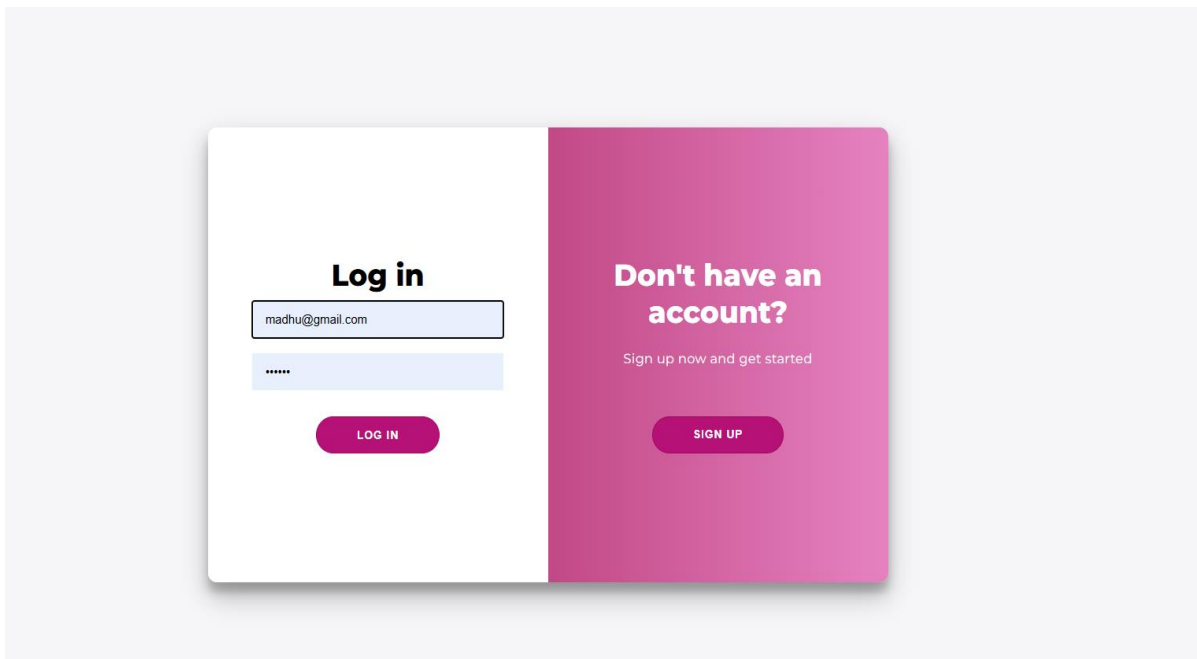 Log in
madhu@gmail.com
••••••
LOG IN
Don't have an
account?
Sign up now and get started
SIGN UP